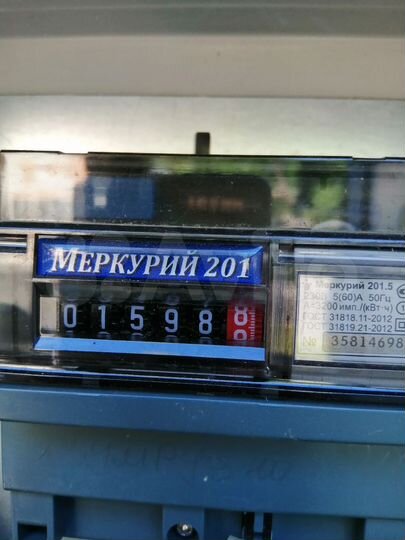 МЕРКУРИЙ 201
015988
Меркурий 201.5
230В 5(60)А 50Гц
А=3200 имп./(кВт·ч)
ГОСТ 31818.11-2012
ГОСТ 31819.21-2012
№ 35814698